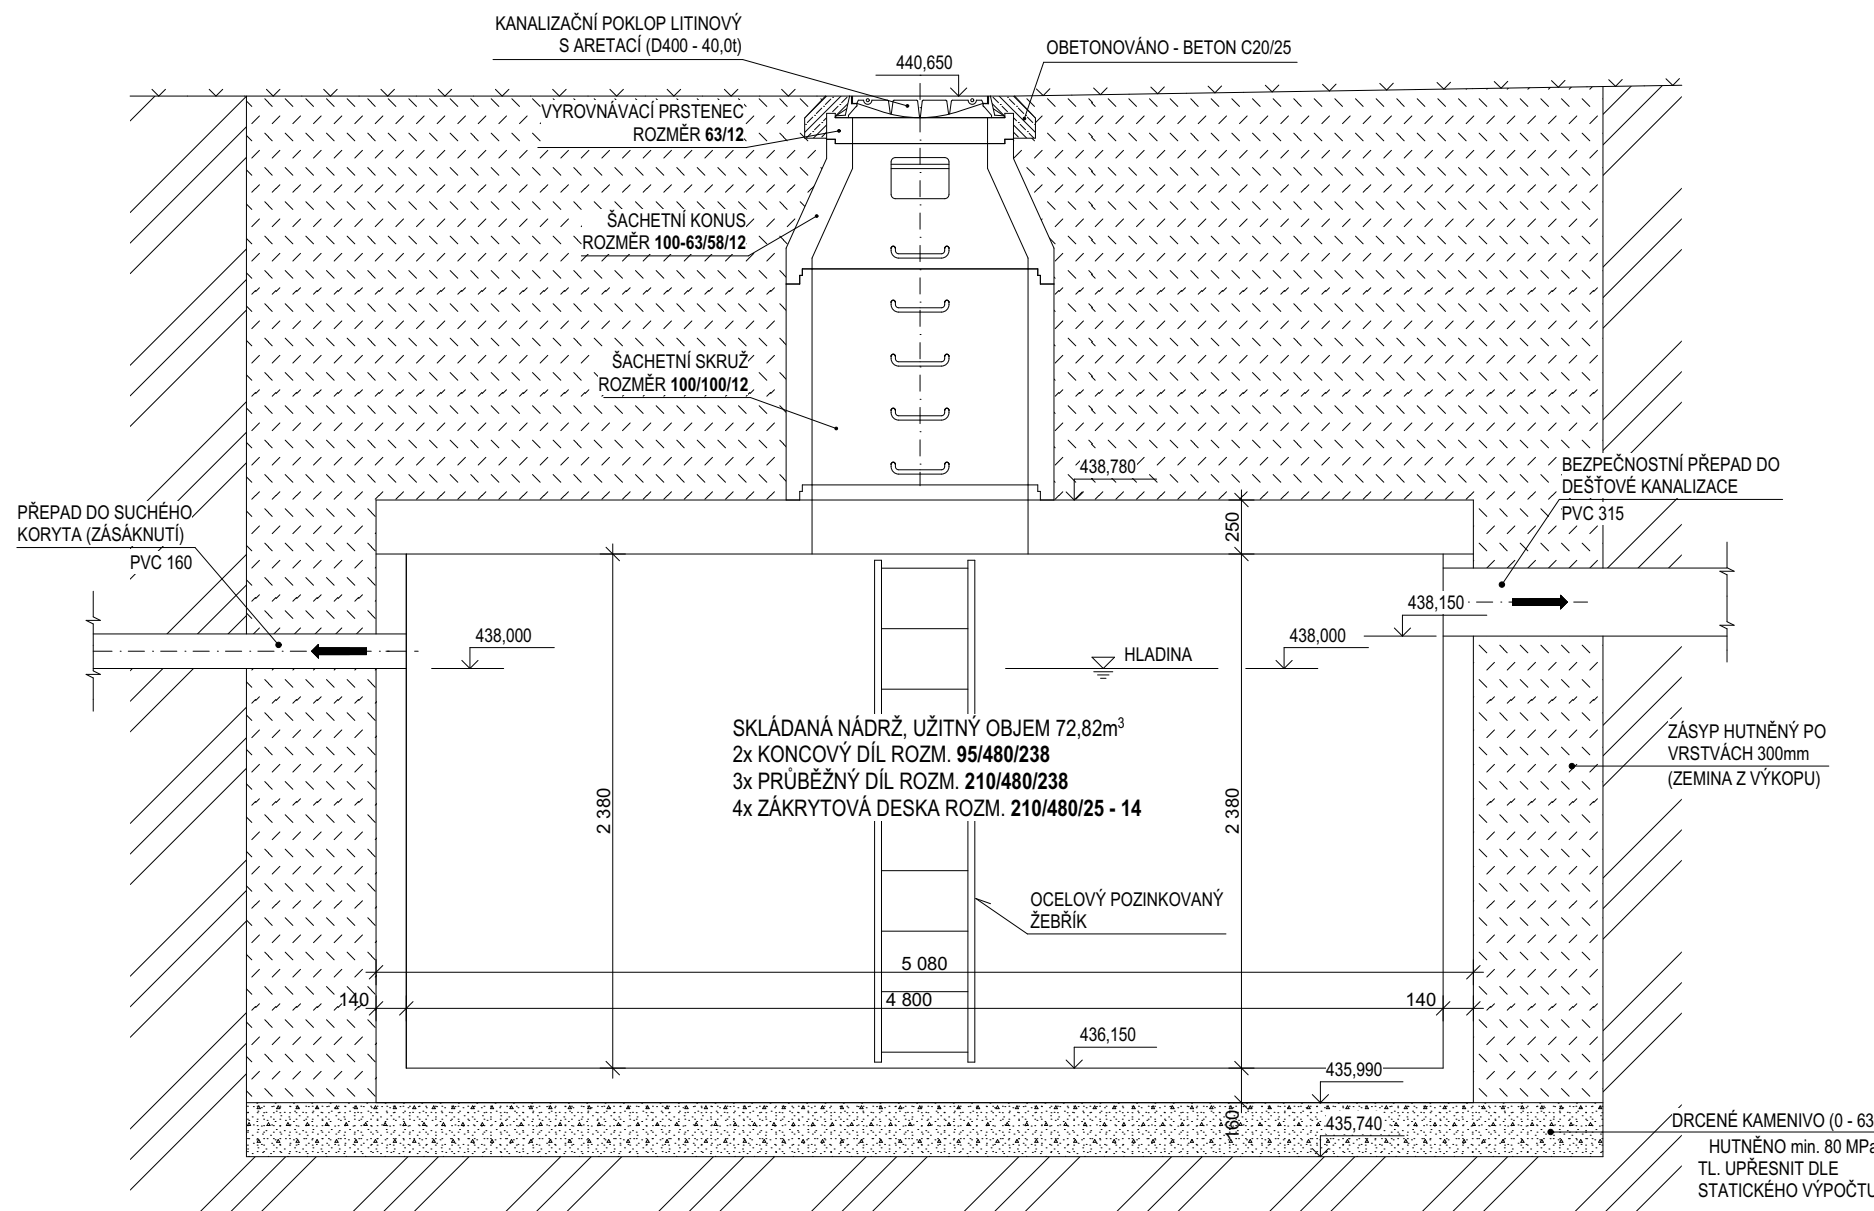 KANALIZAČNÍ POKLOP LITINOVÝ
S ARETACÍ (D400 - 40,0t)
440,650
OBETONOVÁNO - BETON C20/25
VYROVNÁVACÍ PRSTENEC
ROZMĚR 63/12
ŠACHETNÍ KONUS
ROZMĚR 100-63/58/12
ŠACHETNÍ SKRUŽ
ROZMĚR 100/100/12
438,780
BEZPEČNOSTNÍ PŘEPAD DO
DEŠŤOVÉ KANALIZACE
PVC 315
PŘEPAD DO SUCHÉHO
KORYTA (ZÁSÁKNUTÍ)
PVC 160
250
438,150
438,000
438,000
HLADINA
SKLÁDANÁ NÁDRŽ, UŽITNÝ OBJEM 72,82m³
2x KONCOVÝ DÍL ROZM. 95/480/238
3x PRŮBĚŽNÝ DÍL ROZM. 210/480/238
4x ZÁKRYTOVÁ DESKA ROZM. 210/480/25 - 14
ZÁSYP HUTNĚNÝ PO
VRSTVÁCH 300mm
(ZEMINA Z VÝKOPU)
2 380
2 380
OCELOVÝ POZINKOVANÝ
ŽEBŘÍK
5 080
140
4 800
140
436,150
435,990
160
435,740
DRCENÉ KAMENIVO (0 - 63
HUTNĚNO min. 80 MPa
TL. UPŘESNIT DLE
STATICKÉHO VÝPOČTU